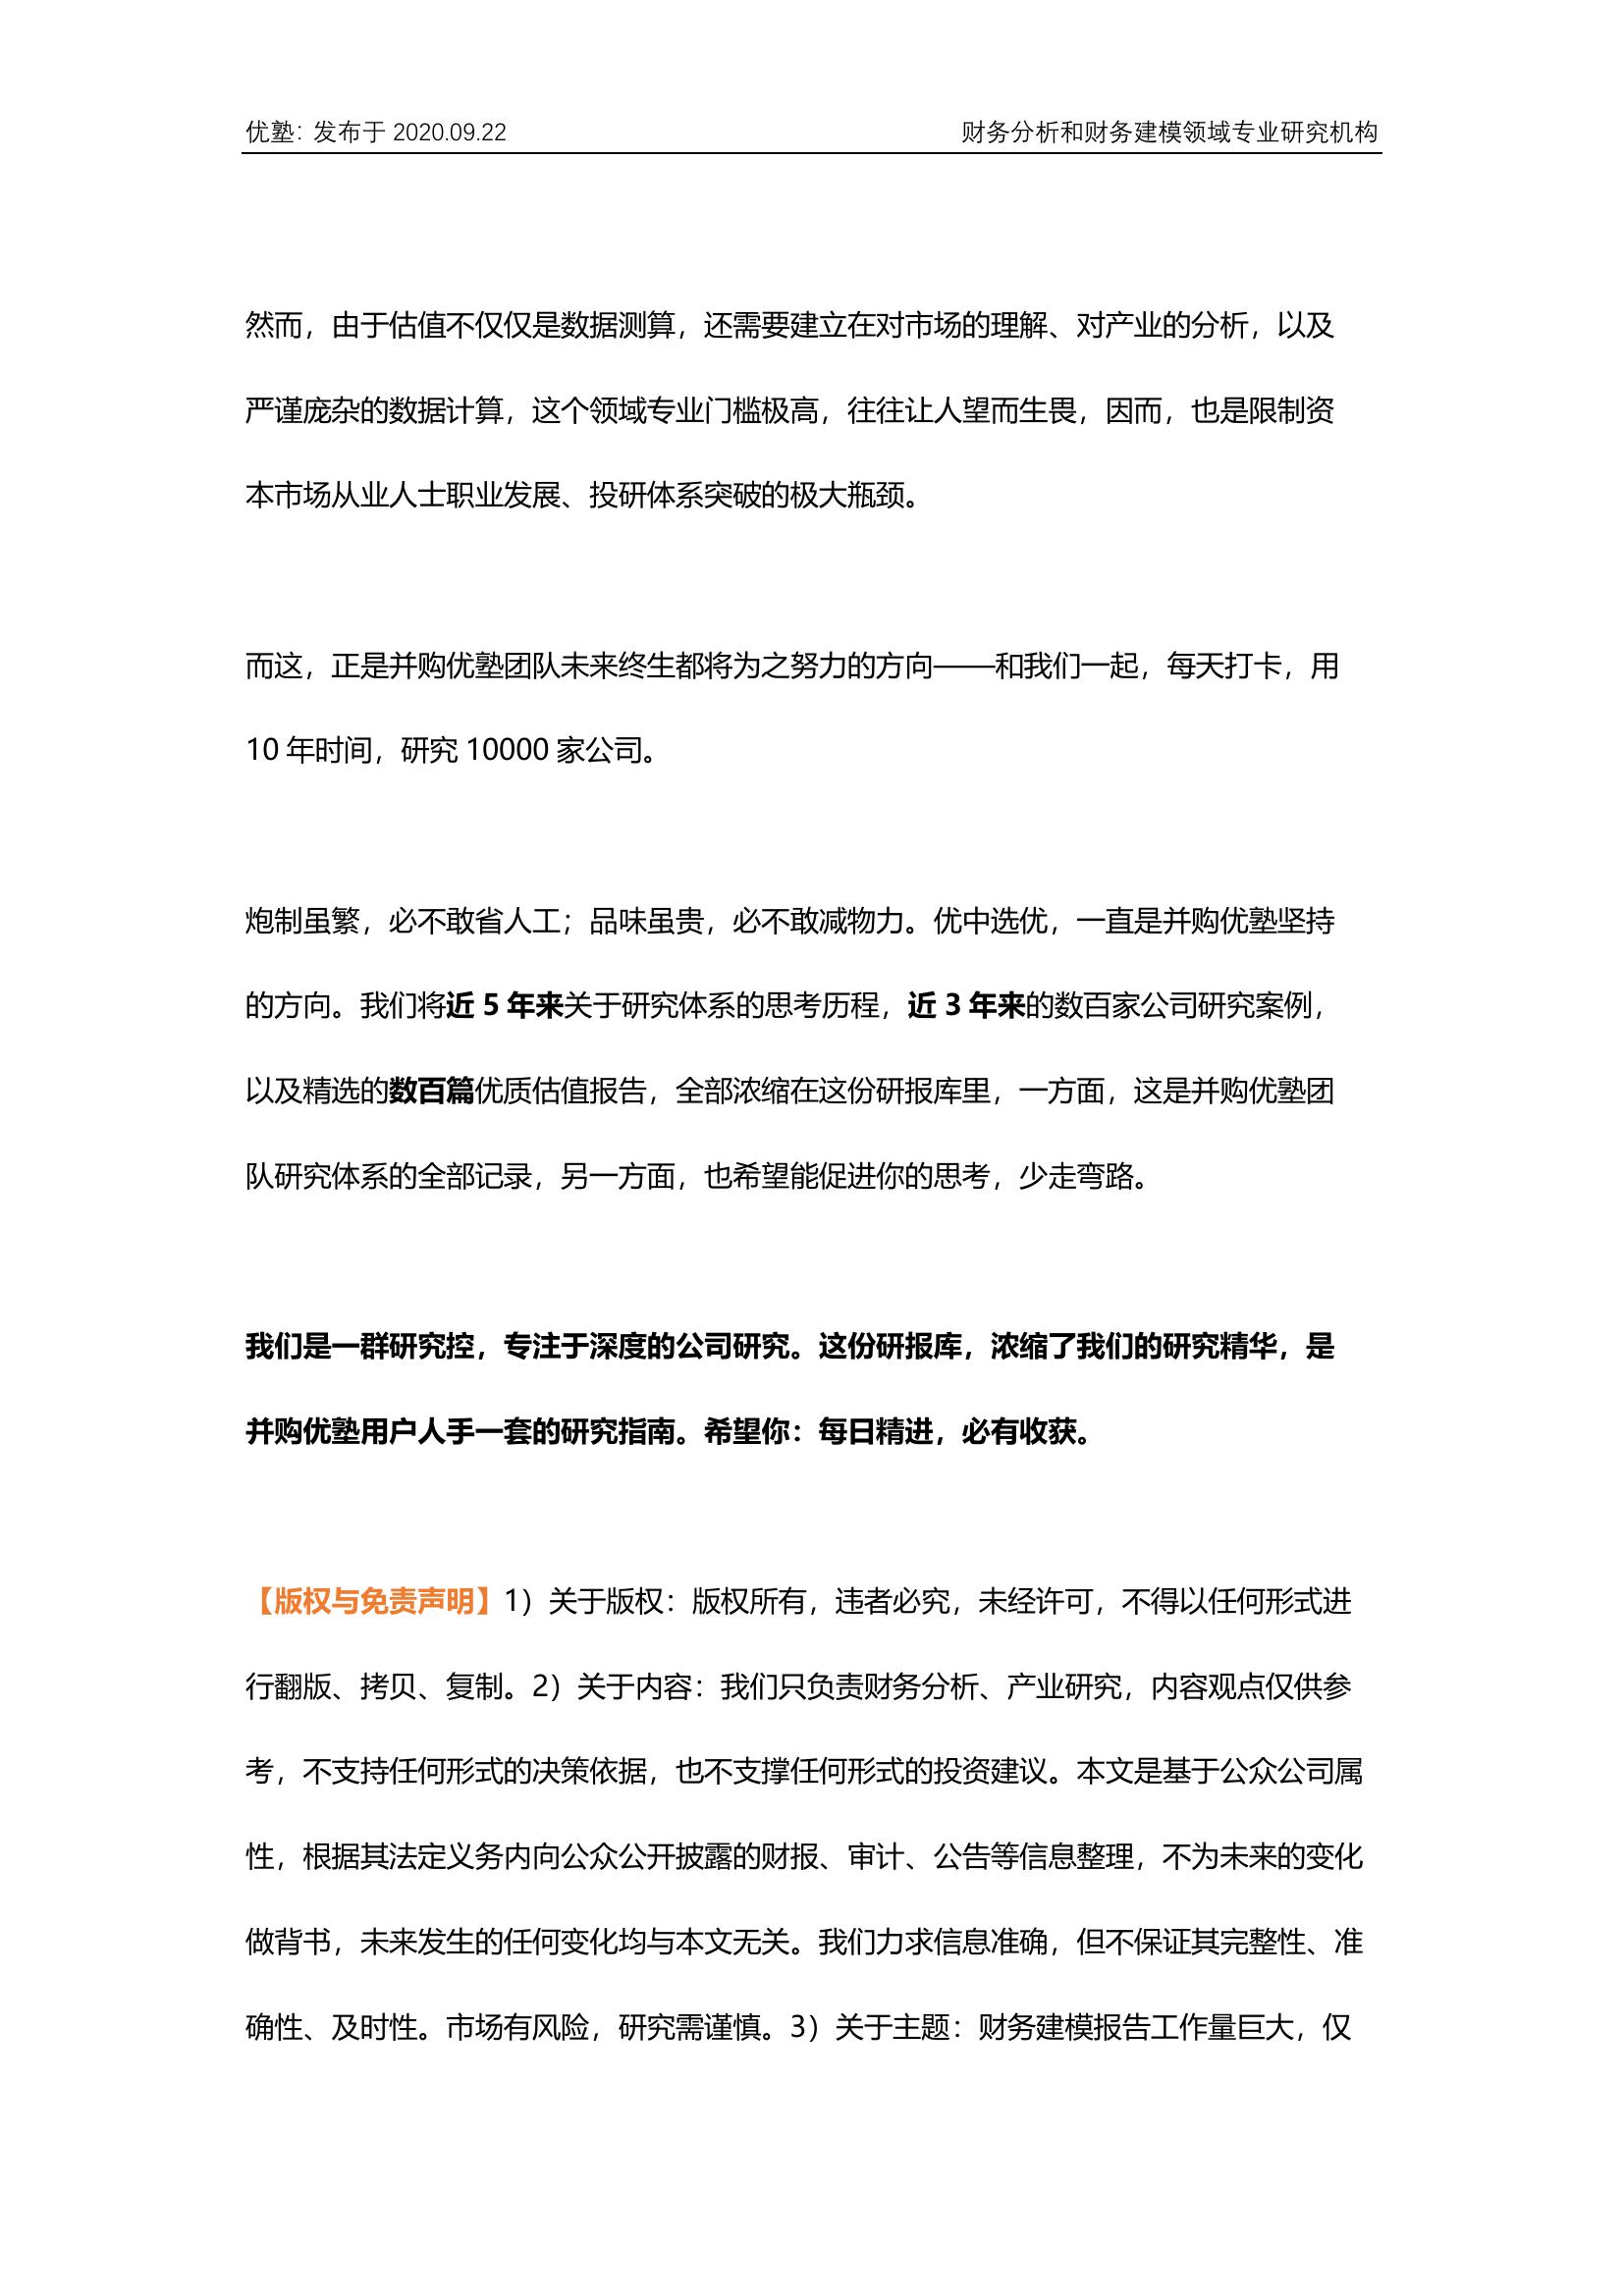 优塾：发布于 2020.09.22 财务分析和财务建模领域专业研究机构
然而，由于估值不仅仅是数据测算，还需要建立在对市场的理解、对产业的分析，以及
严谨庞杂的数据计算，这个领域专业门槛极高，往往让人望而生畏，因而，也是限制资
本市场从业人士职业发展、投研体系突破的极大瓶颈。
而这，正是并购优塾团队未来终生都将为之努力的方向——和我们一起，每天打卡，用
10 年时间，研究 10000 家公司。
炮制虽繁，必不敢省人工；品味虽贵，必不敢减物力。优中选优，一直是并购优塾坚持
的方向。我们将近 5 年来关于研究体系的思考历程，近 3 年来的数百家公司研究案例，
以及精选的数百篇优质估值报告，全部浓缩在这份研报库里，一方面，这是并购优塾团
队研究体系的全部记录，另一方面，也希望能促进你的思考，少走弯路。
我们是一群研究控，专注于深度的公司研究。这份研报库，浓缩了我们的研究精华，是
并购优塾用户人手一套的研究指南。希望你：每日精进，必有收获。
【版权与免责声明】1）关于版权：版权所有，违者必究，未经许可，不得以任何形式进
行翻版、拷贝、复制。2）关于内容：我们只负责财务分析、产业研究，内容观点仅供参
考，不支持任何形式的决策依据，也不支撑任何形式的投资建议。本文是基于公众公司属
性，根据其法定义务内向公众公开披露的财报、审计、公告等信息整理，不为未来的变化
做背书，未来发生的任何变化均与本文无关。我们力求信息准确，但不保证其完整性、准
确性、及时性。市场有风险，研究需谨慎。3）关于主题：财务建模报告工作量巨大，仅